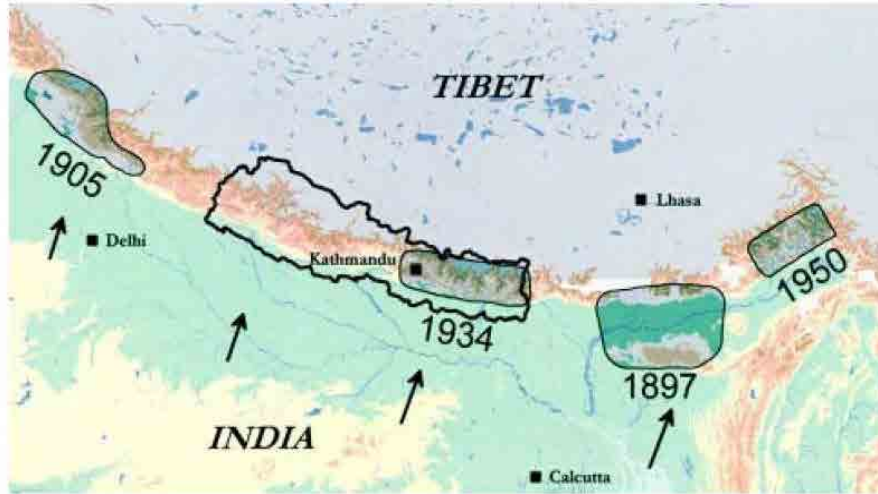 TIBET
1905
Lhasa
Delhi
Kathmandu
1950
1934
1897
INDIA
Calcutta